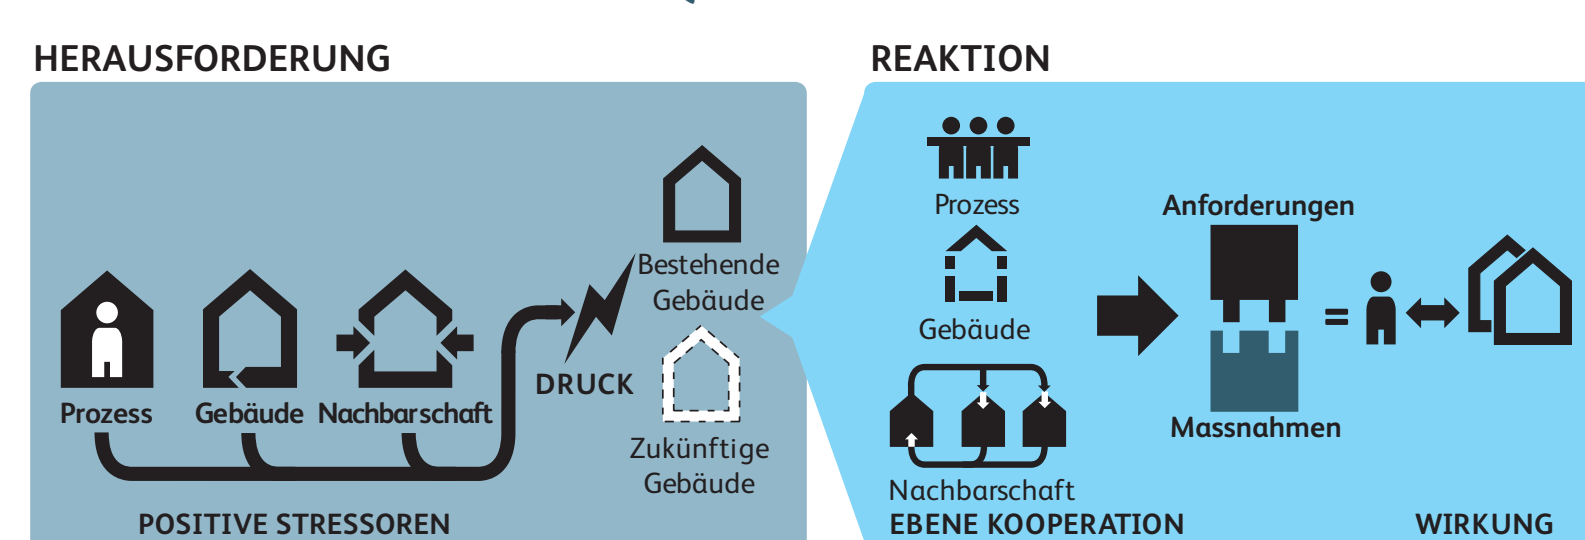 HERAUSFORDERUNG
Prozess
Gebäude
Nachbarschaft
DRUCK
Bestehende
Gebäude
Zukünftige
Gebäude
POSITIVE STRESSOREN
REAKTION
Prozess
Gebäude
Nachbarschaft
EBENE KOOPERATION
Anforderungen
=
Massnahmen
WIRKUNG